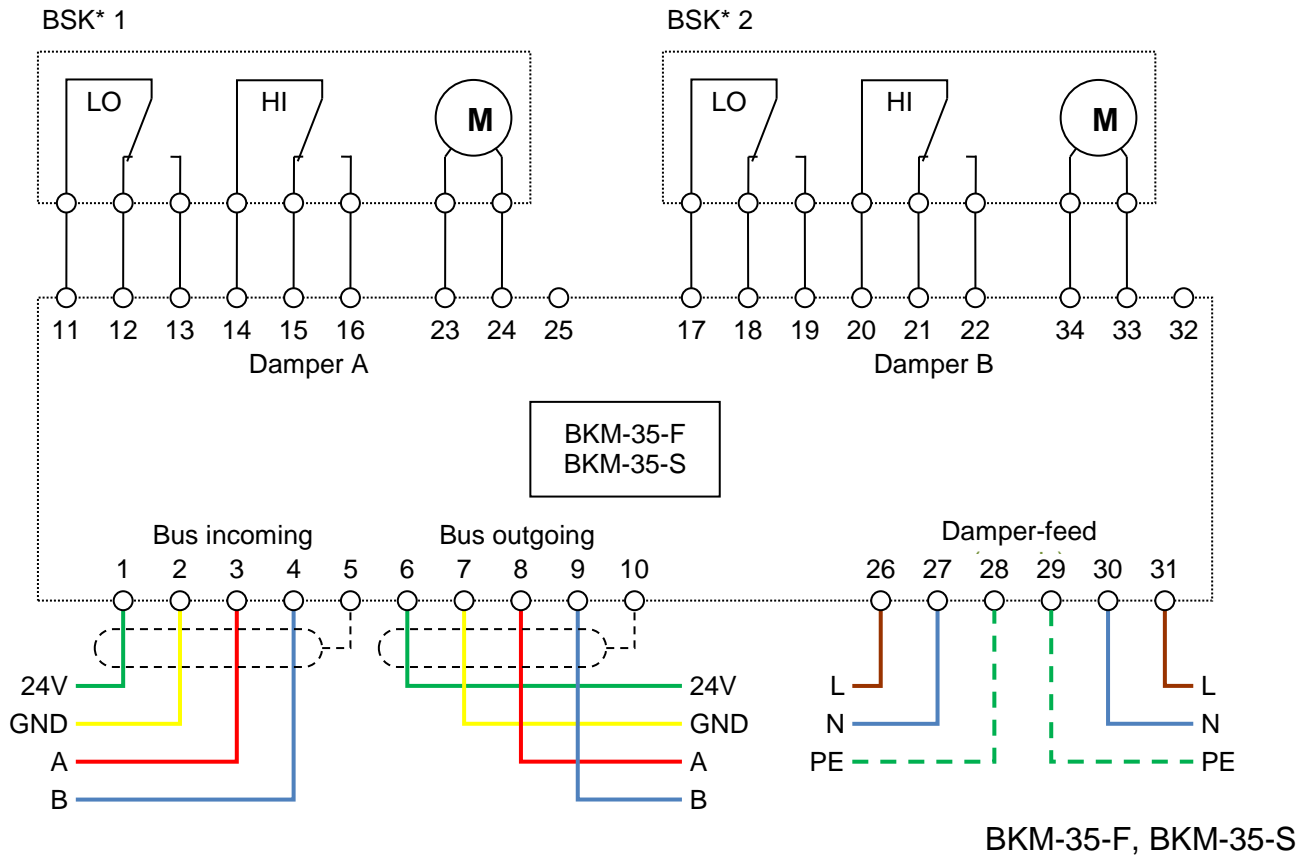 BSK* 1 BSK* 2
LO HI M LO HI M
11 12 13 14 15 16 23 24 25 17 18 19 20 21 22 34 33 32
Damper A Damper B
BKM-35-F
BKM-35-S
Bus incoming Bus outgoing Damper-feed
1 2 3 4 5 6 7 8 9 10 26 27 28 29 30 31
24V 24V L L
GND GND N N
A A PE PE
B B
BKM-35-F, BKM-35-S